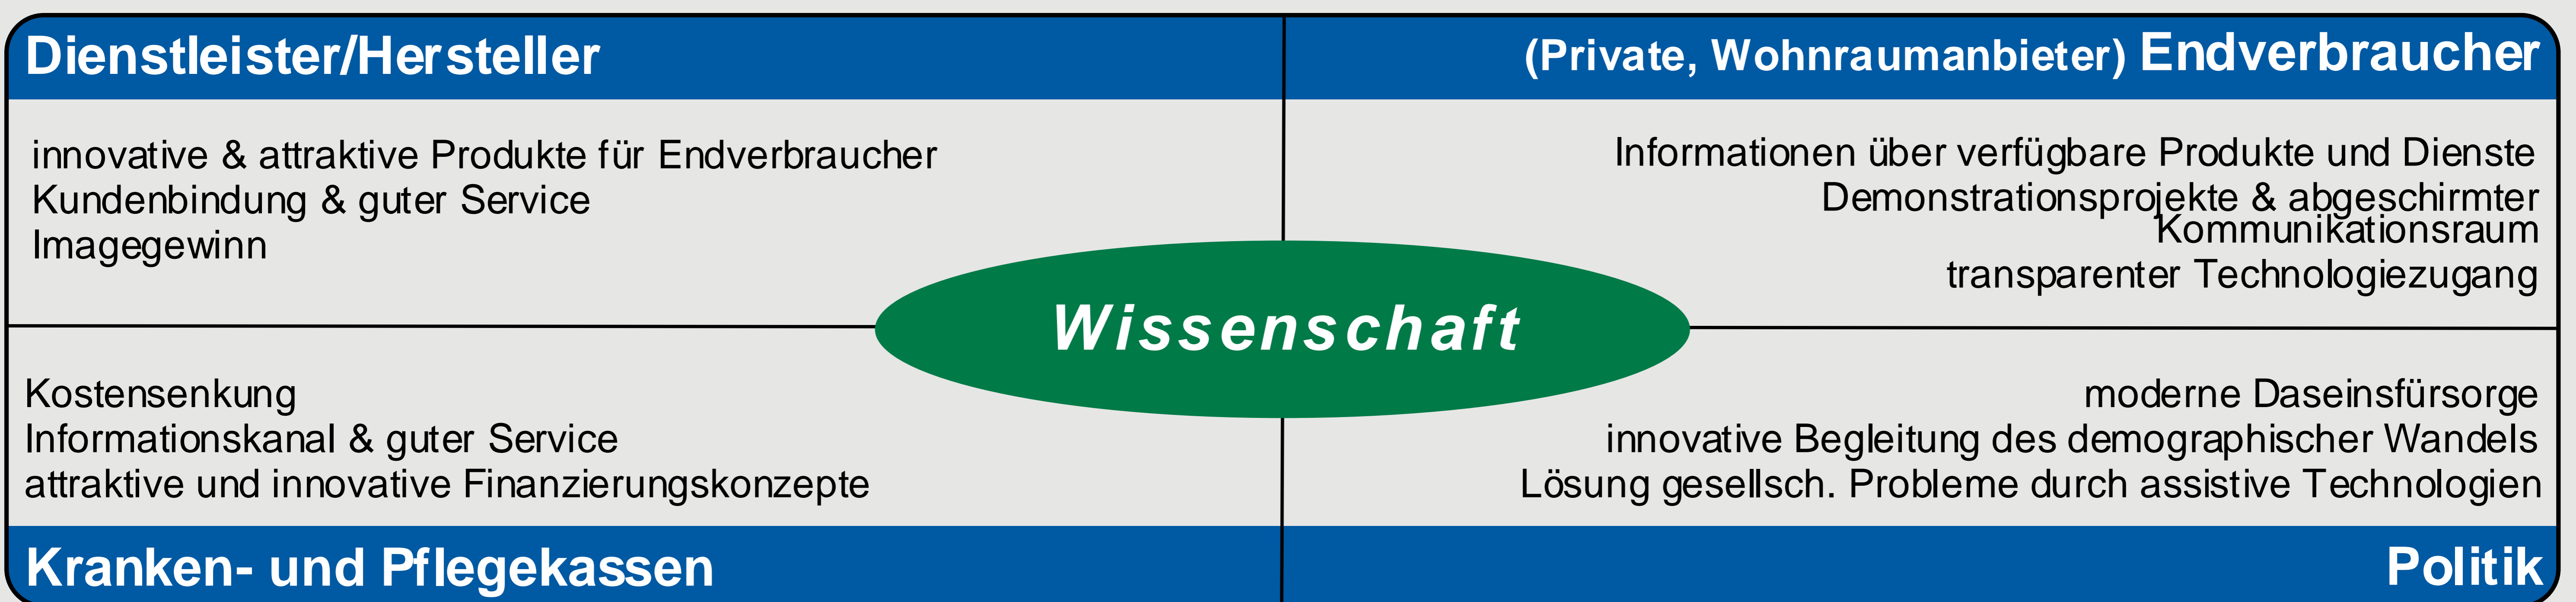 Dienstleister/Hersteller
innovative & attraktive Produkte für Endverbraucher
Kundenbindung & guter Service
Imagegewinn
(Private, Wohnraumanbieter) Endverbraucher
Informationen über verfügbare Produkte und Dienste
Demonstrationsprojekte & abgeschirmter
Kommunikationsraum
transparenter Technologiezugang
Wissenschaft
Kostensenkung
Informationskanal & guter Service
attraktive und innovative Finanzierungskonzepte
Kranken- und Pflegekassen
moderne Daseinsfürsorge
innovative Begleitung des demographischer Wandels
Lösung gesellsch. Probleme durch assistive Technologien
Politik